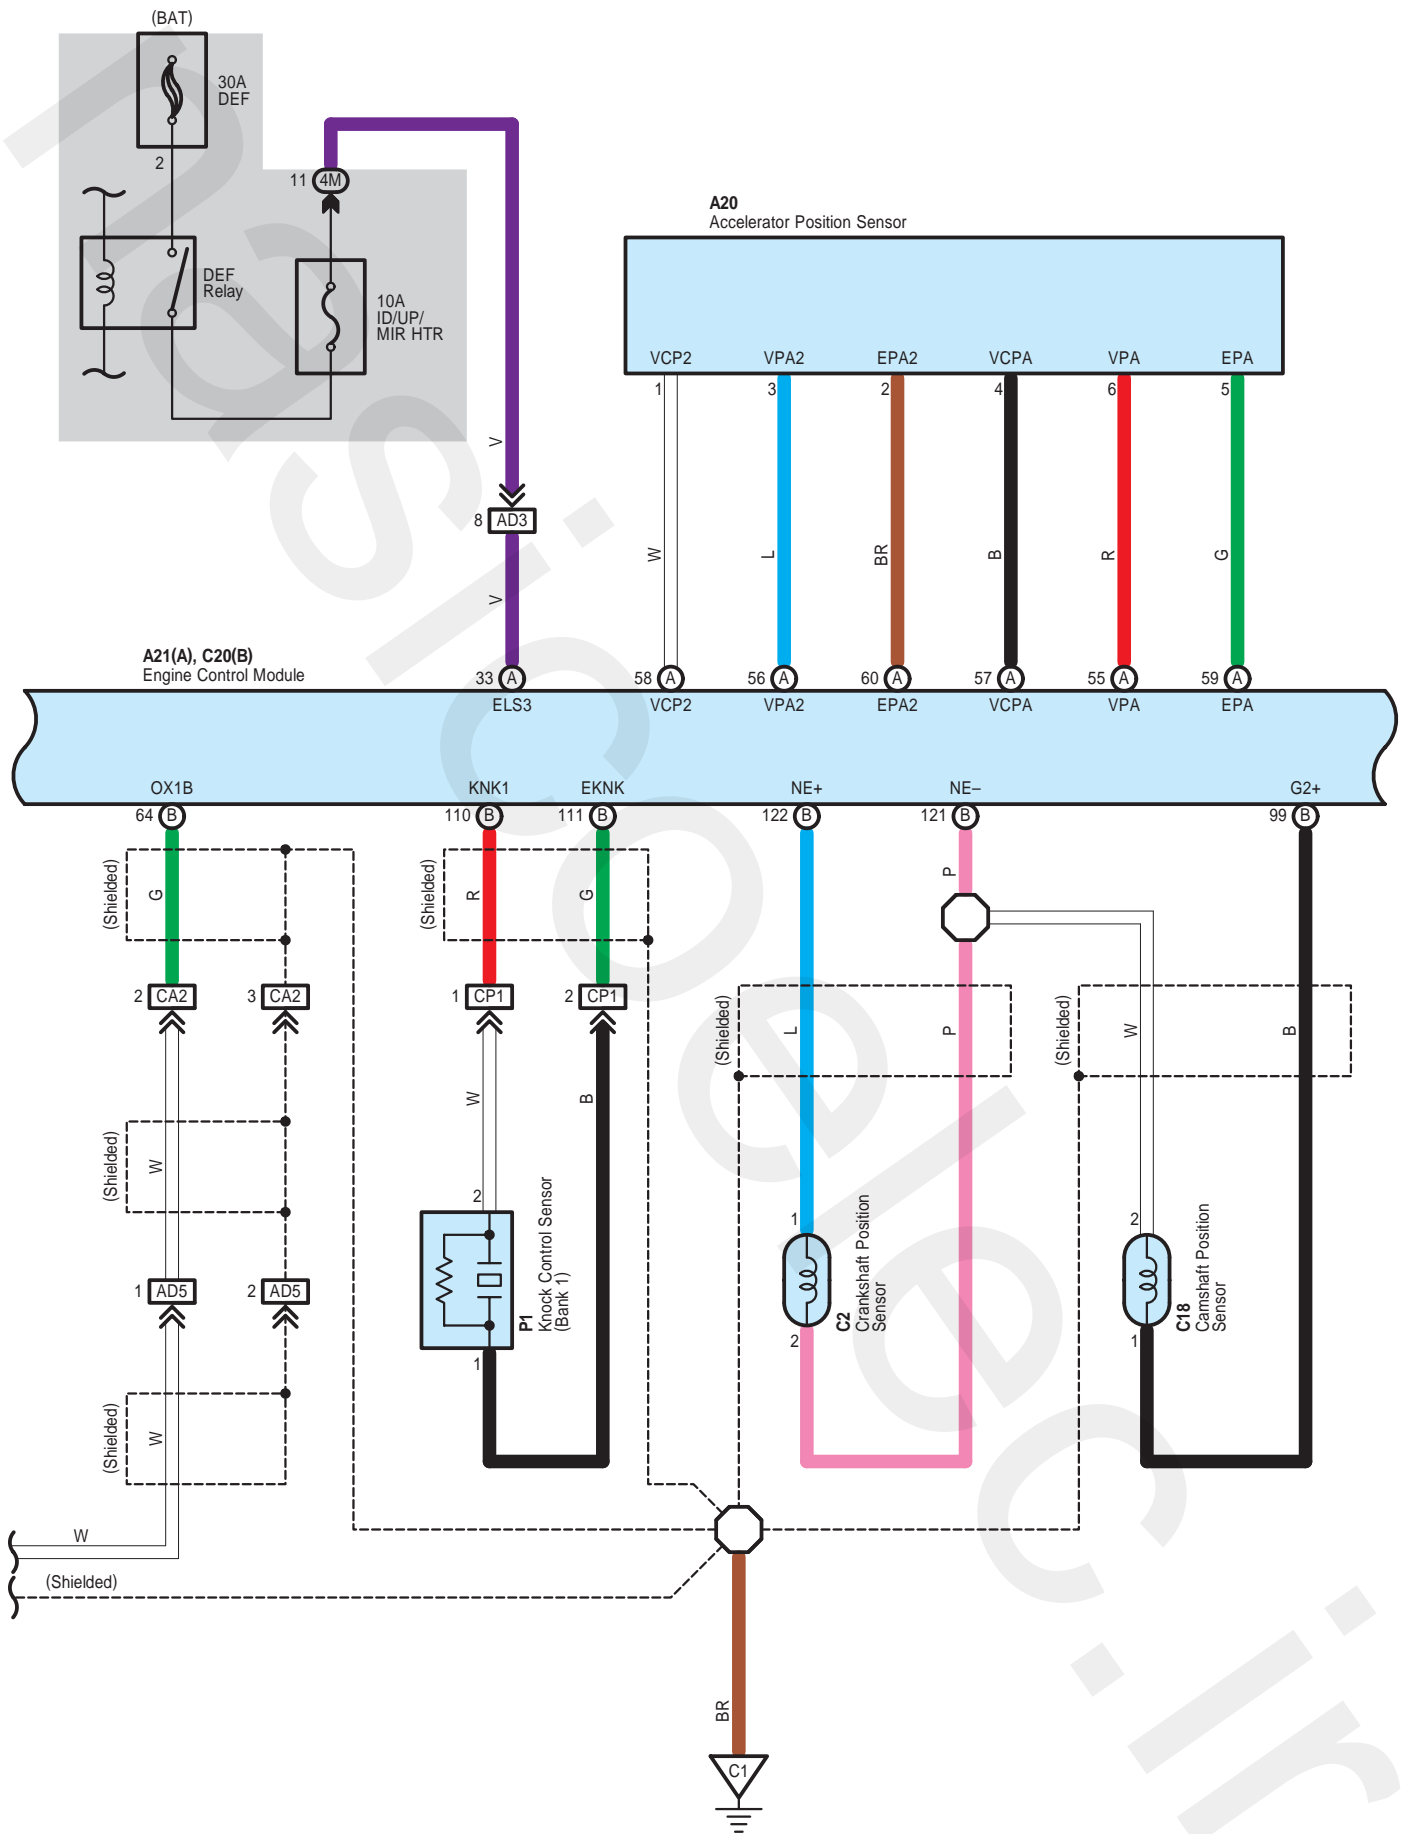 (BAT)
30A
DEF
2
11 4M
DEF
Relay
10A
ID/UP/
MIR HTR
V
8 AD3
V
A20
Accelerator Position Sensor
VCP2 VPA2 EPA2 VCPA VPA EPA
1 3 2 4 6 5
W L BR B R G
A21(A), C20(B)
Engine Control Module
33 A 58 A 56 A 60 A 57 A 55 A 59 A
ELS3 VCP2 VPA2 EPA2 VCPA VPA EPA
OX1B KNK1 EKNK NE+ NE– G2+
64 B 110 B 111 B 122 B 121 B 99 B
(Shielded) G (Shielded) R G P
2 CA2 3 CA2 1 CP1 2 CP1
(Shielded) L P (Shielded) W B
W B
(Shielded) W
2 1 2
1 AD5 2 AD5
P1
Knock Control Sensor
(Bank 1)
C2
Crankshaft Position
Sensor
C18
Camshaft Position
Sensor
1 2 1
(Shielded) W
W
(Shielded)
BR
C1
nasicoelec.ir